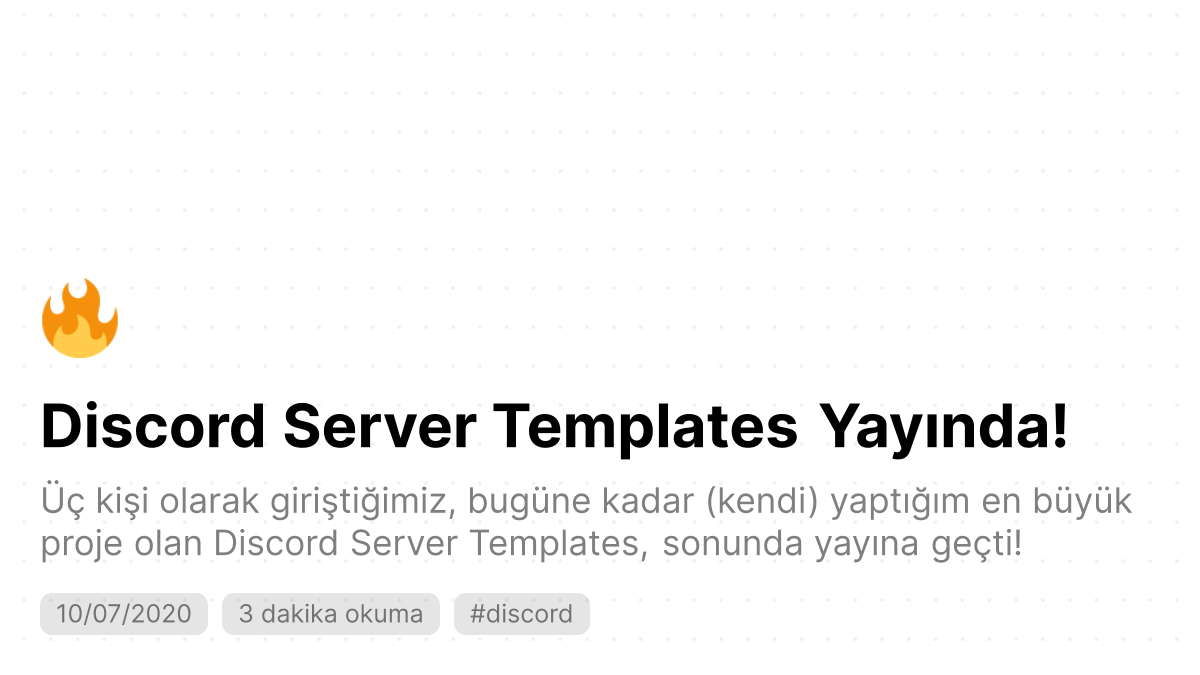 Discord Server Templates Yayında!
Üç kişi olarak giriştiğimiz, bugüne kadar (kendi) yaptığım en büyük
proje olan Discord Server Templates, sonunda yayına geçti!
10/07/2020 3 dakika okuma #discord